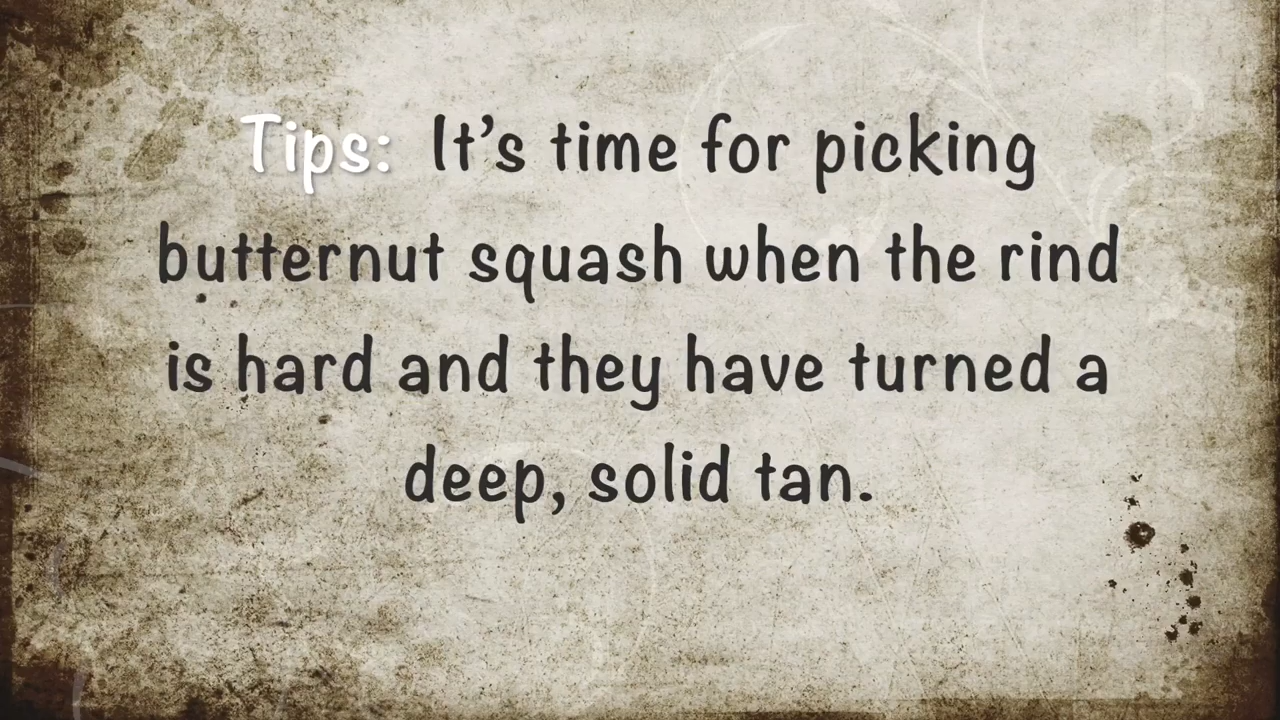 Tips: It’s time for picking
butternut squash when the rind
is hard and they have turned a
deep, solid tan.